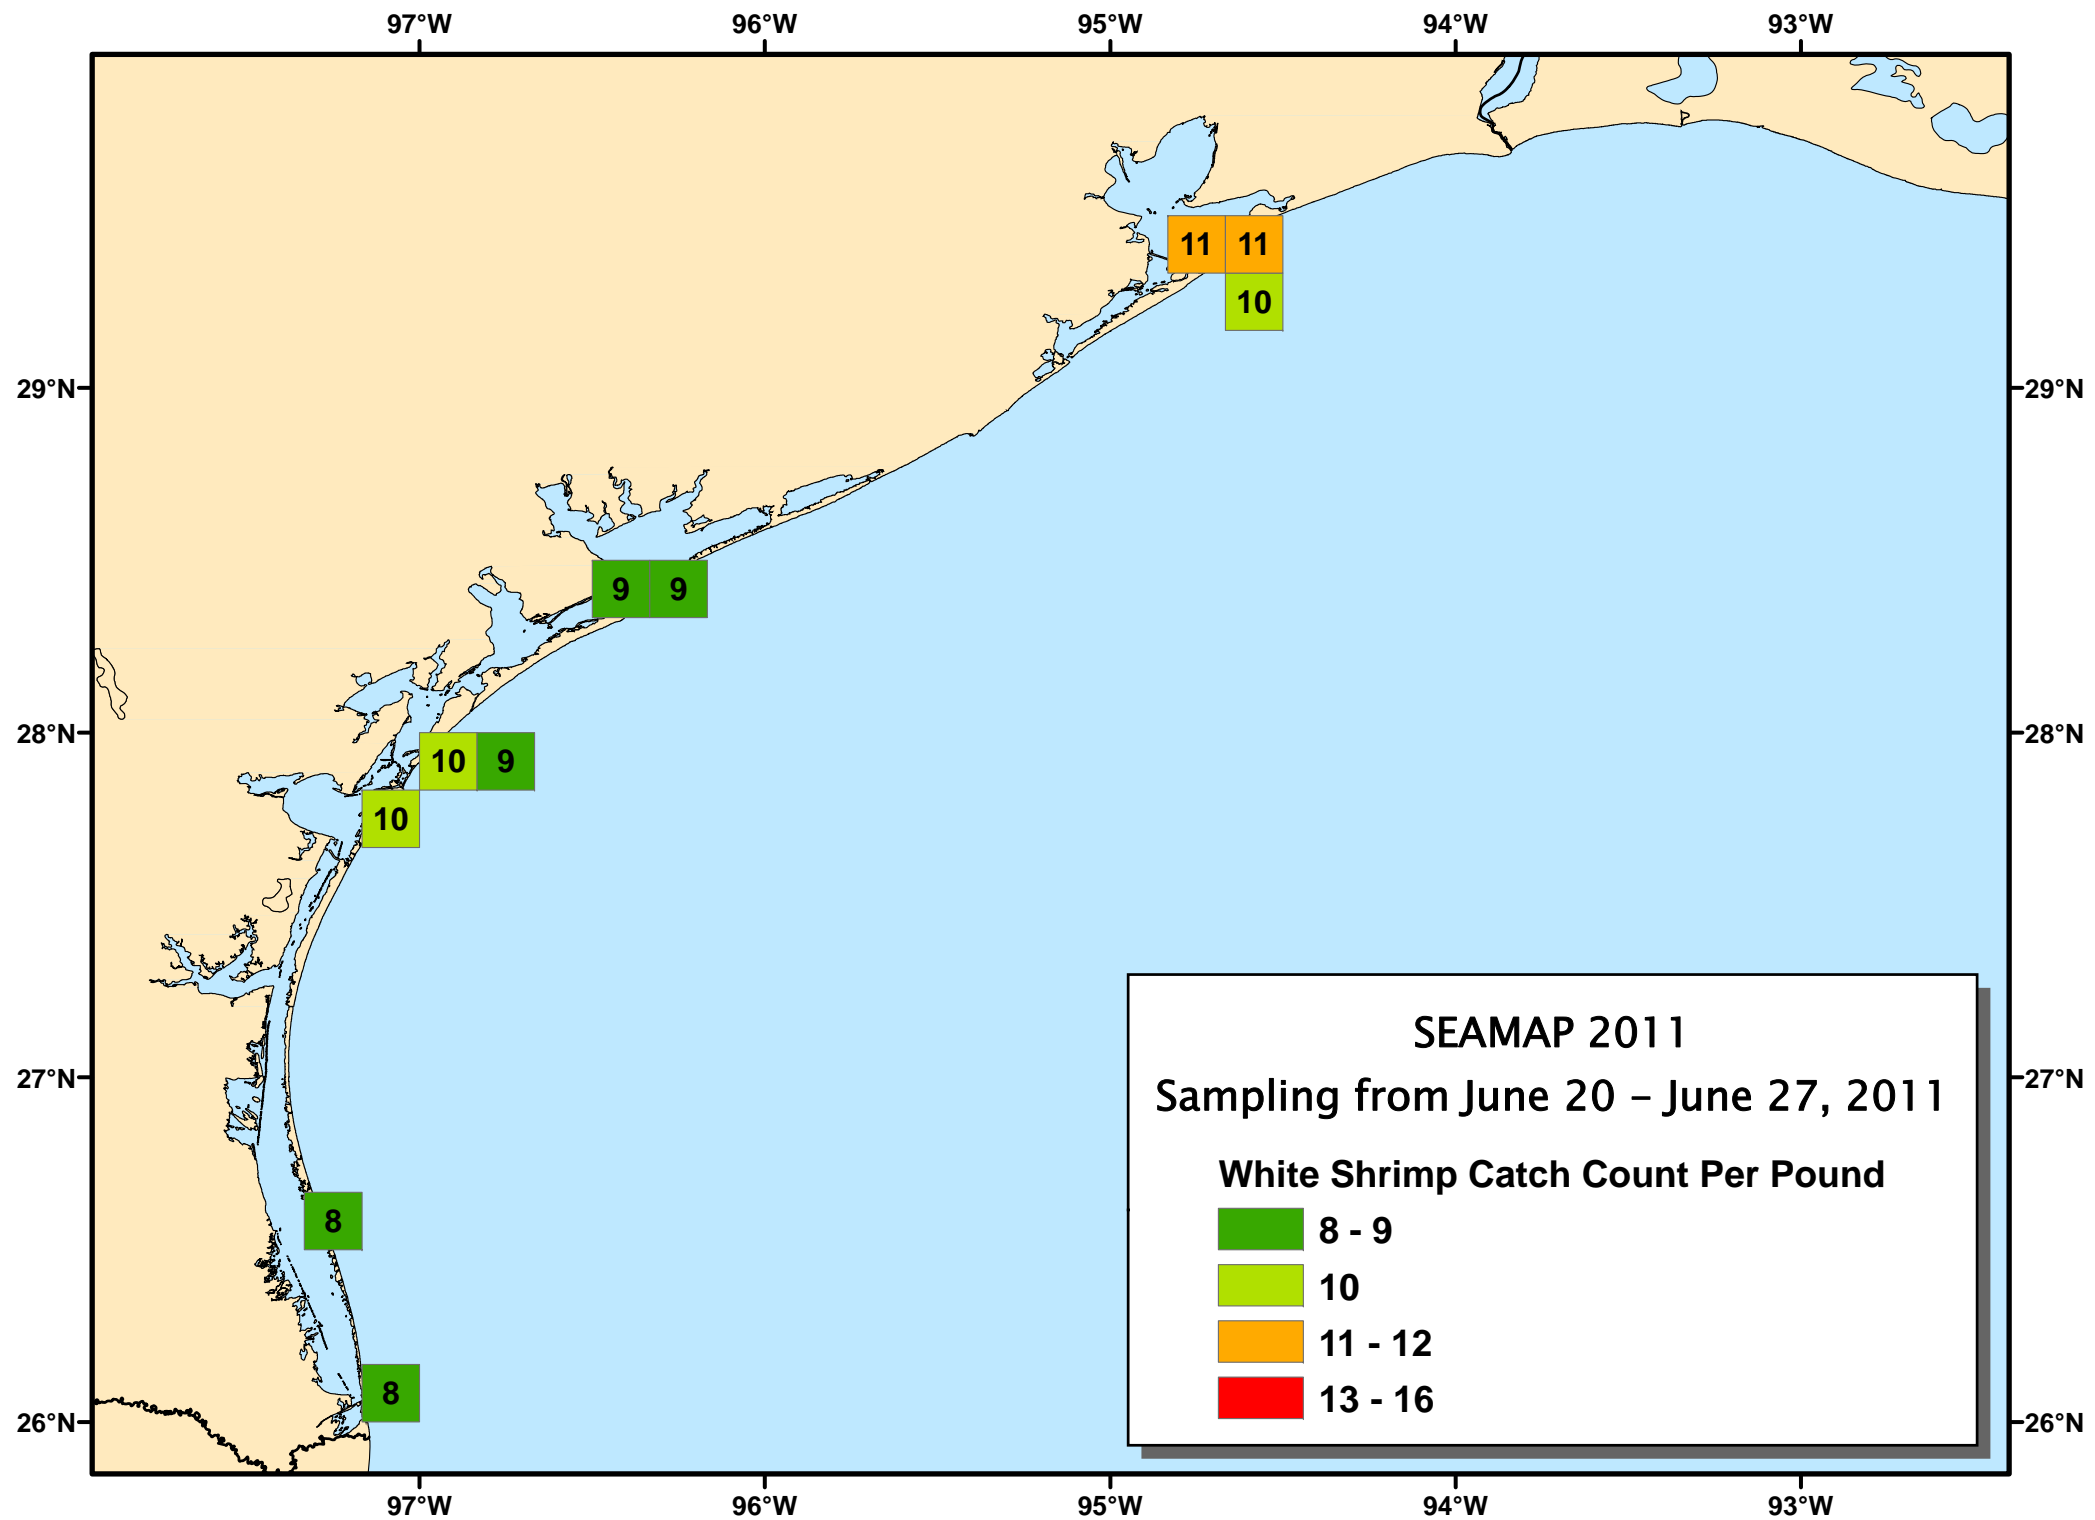 97°W 96°W 95°W 94°W 93°W
11 11
10
29°N 29°N
9 9
28°N 28°N
10 9
10
SEAMAP 2011
27°N 27°N
Sampling from June 20 - June 27, 2011
White Shrimp Catch Count Per Pound
8
8 - 9
10
11 - 12
8
13 - 16
26°N 26°N
97°W 96°W 95°W 94°W 93°W